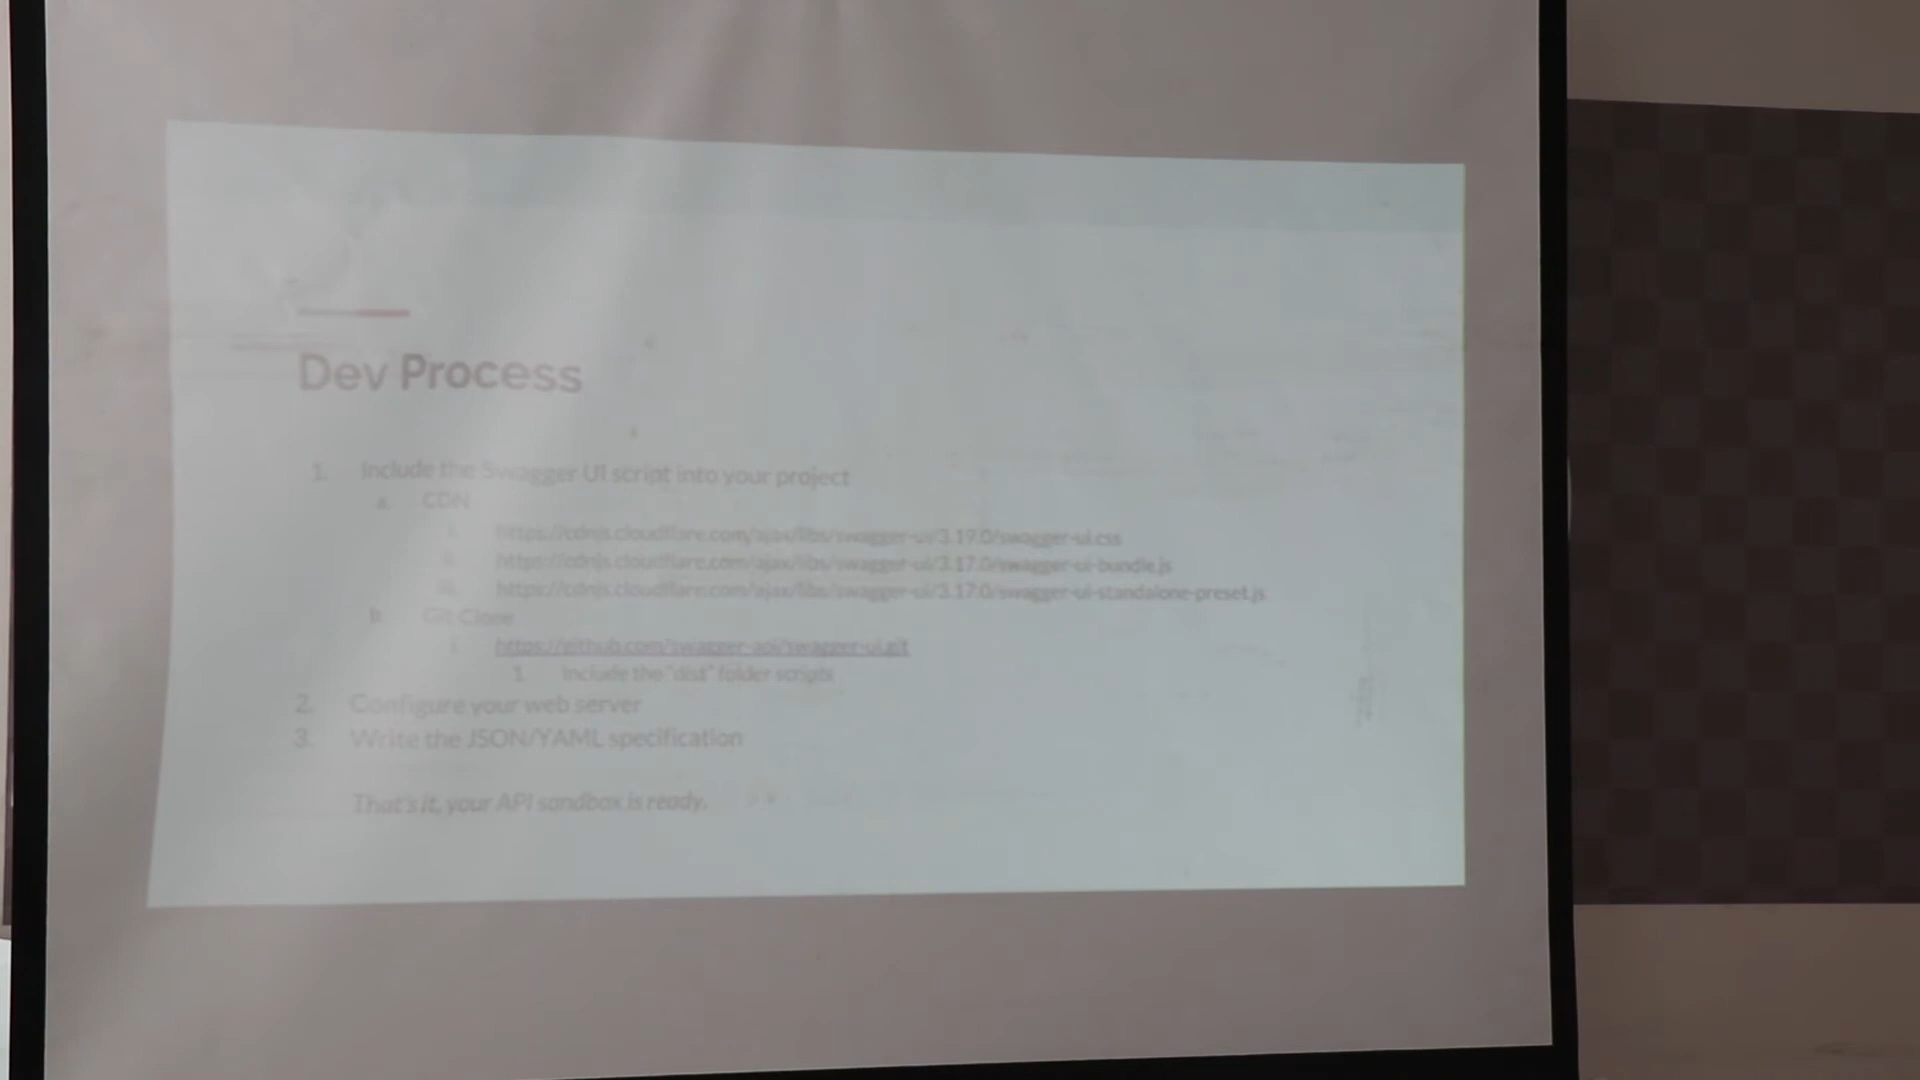 Dev Process
1. Include the Swagger UI script into your project
a. CDN
i. https://cdnjs.cloudflare.com/ajax/libs/swagger-ui/3.19.0/swagger-ui.css
ii. https://cdnjs.cloudflare.com/ajax/libs/swagger-ui/3.17.0/swagger-ui-bundle.js
iii. https://cdnjs.cloudflare.com/ajax/libs/swagger-ui/3.17.0/swagger-ui-standalone-preset.js
b. Git Clone
i. https://github.com/swagger-api/swagger-ui.git
1. Include the "dist" folder scripts
2. Configure your web server
3. Write the JSON/YAML specification
That's it, your API sandbox is ready.